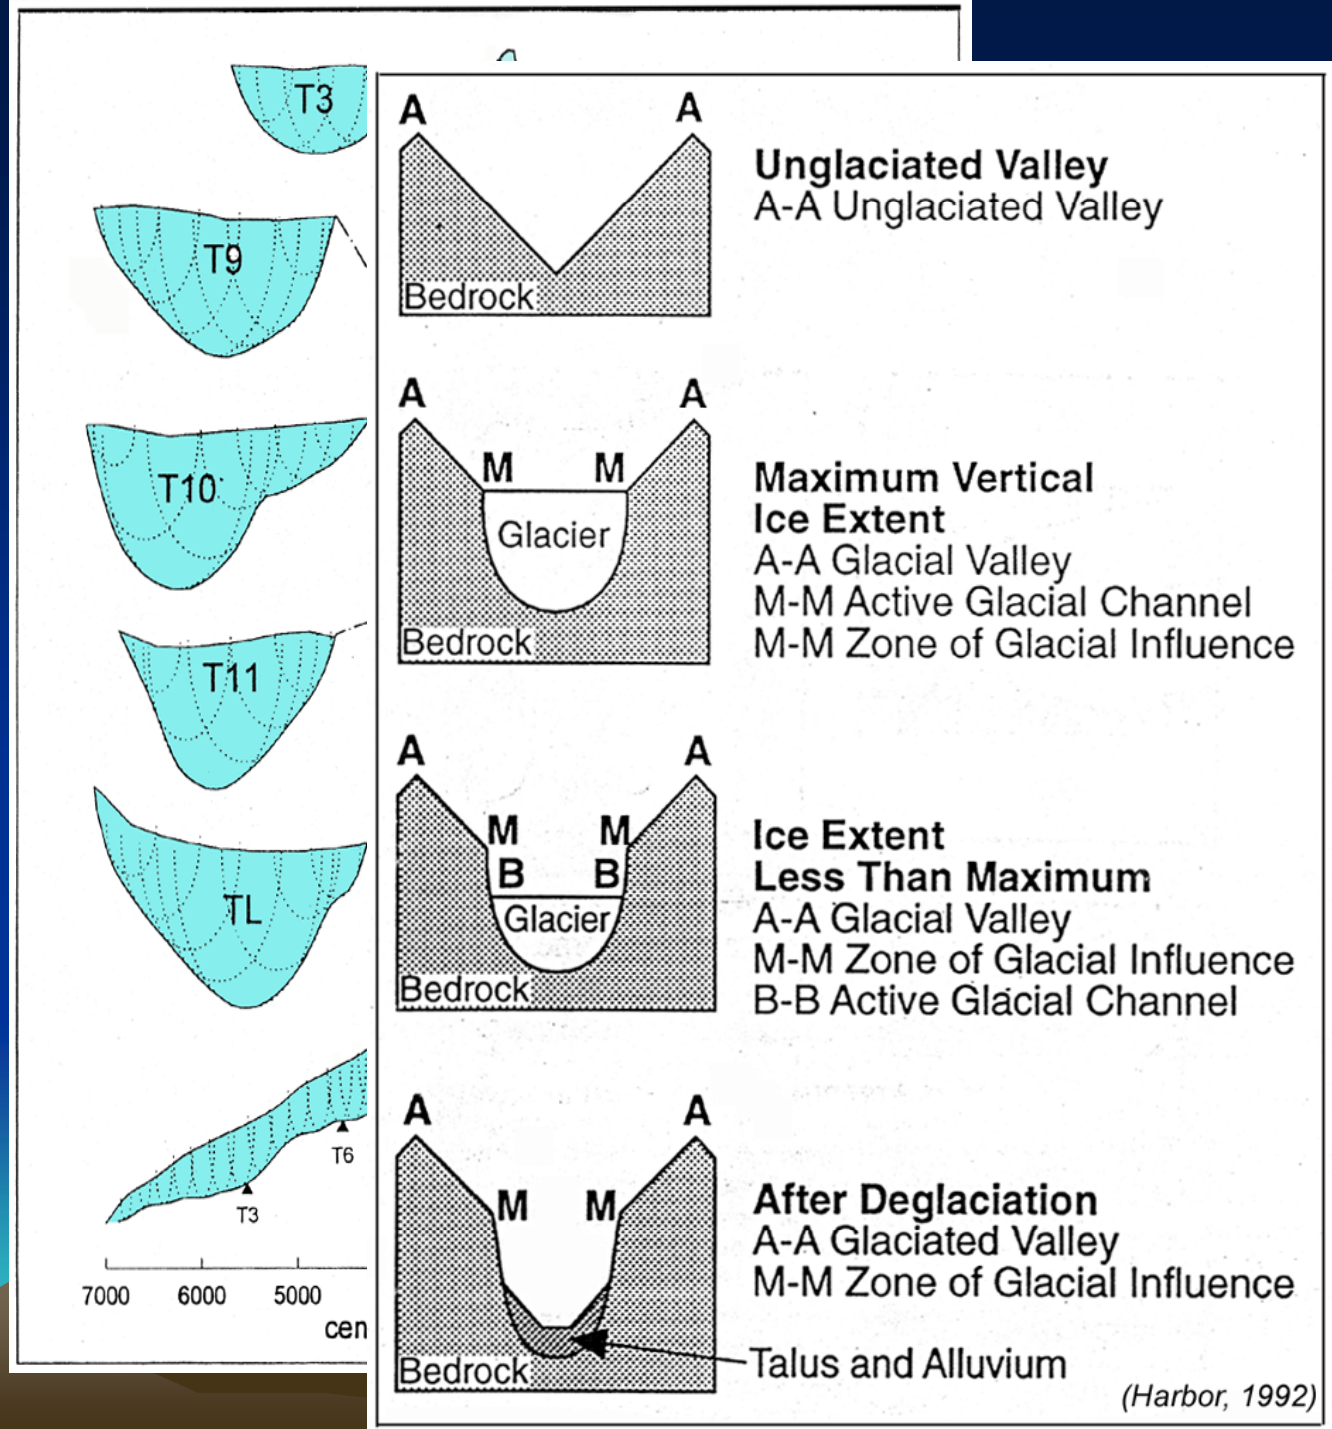 T3
T9
T10
T11
TL
T6
T3
7000 6000 5000
cen
A A
Bedrock
Unglaciated Valley
A-A Unglaciated Valley
A A
M M
Glacier
Bedrock
Maximum Vertical
Ice Extent
A-A Glacial Valley
M-M Active Glacial Channel
M-M Zone of Glacial Influence
A A
M M
B B
Glacier
Bedrock
Ice Extent
Less Than Maximum
A-A Glacial Valley
M-M Zone of Glacial Influence
B-B Active Glacial Channel
A A
M M
Bedrock
After Deglaciation
A-A Glaciated Valley
M-M Zone of Glacial Influence
Talus and Alluvium
(Harbor, 1992)